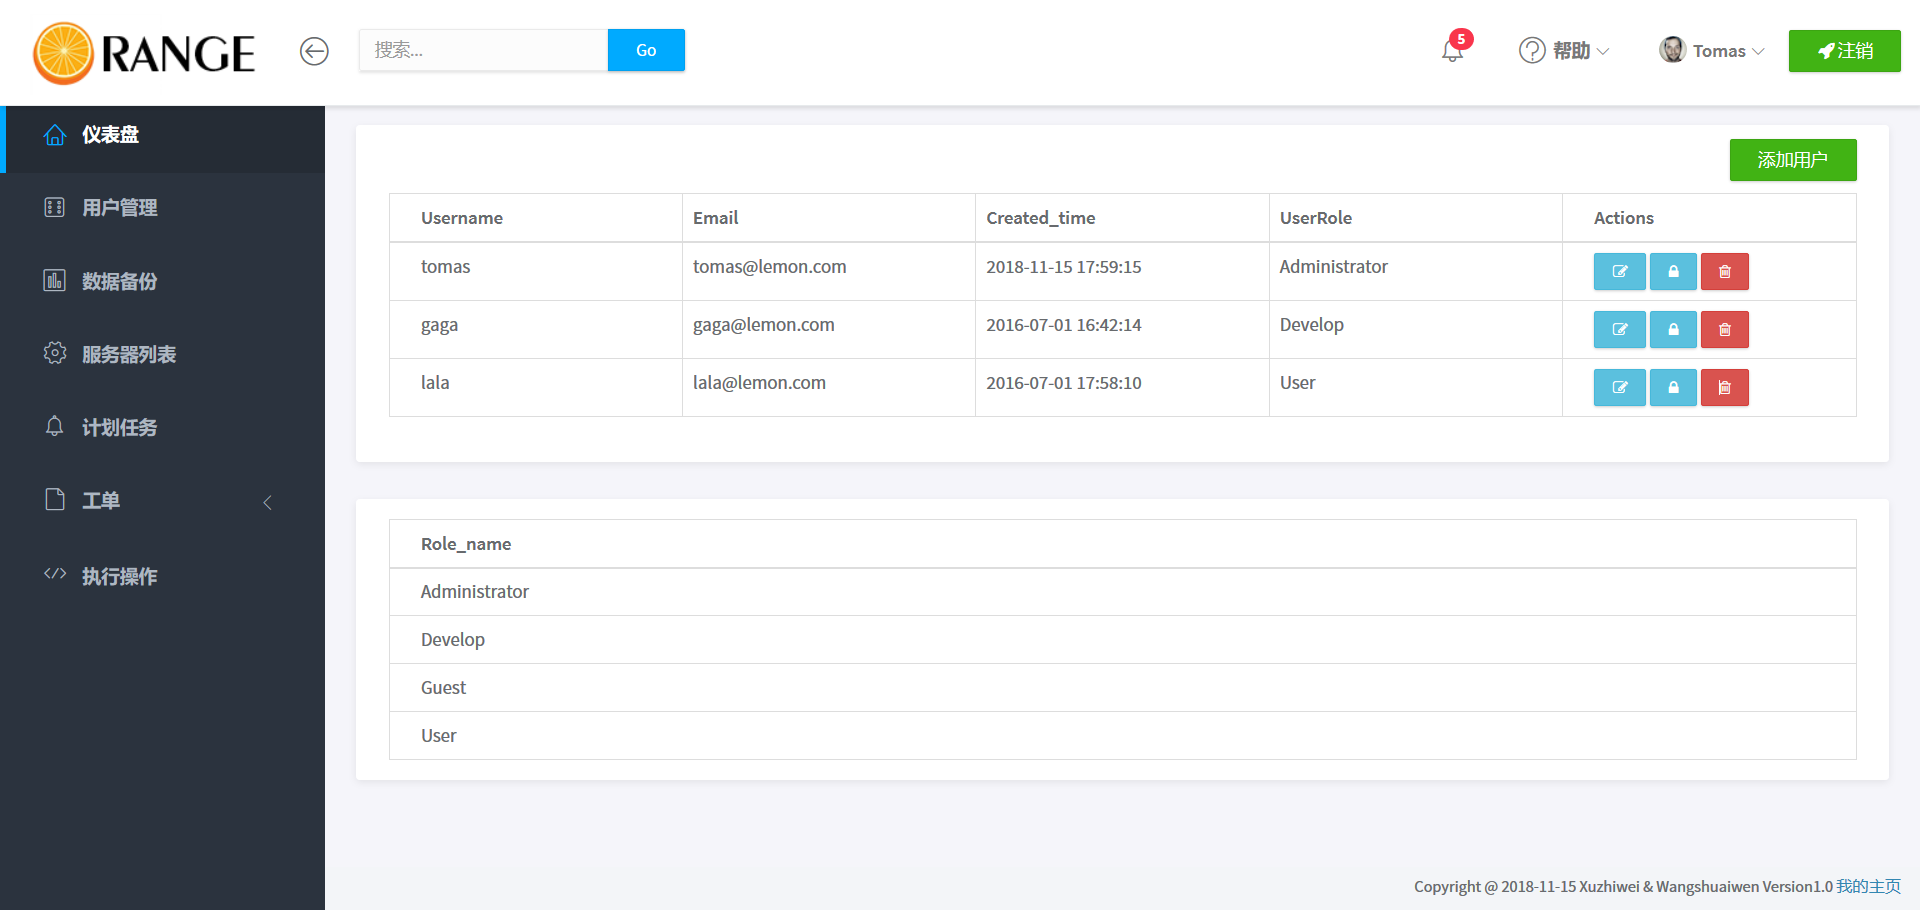 RANGE
搜索...
Go
5
帮助
Tomas
注销
仪表盘
用户管理
数据备份
服务器列表
计划任务
工单
执行操作
添加用户
Username Email Created_time UserRole Actions
tomas tomas@lemon.com 2018-11-15 17:59:15 Administrator
gaga gaga@lemon.com 2016-07-01 16:42:14 Develop
lala lala@lemon.com 2016-07-01 17:58:10 User
Role_name
Administrator
Develop
Guest
User
Copyright @ 2018-11-15 Xuzhiwei & Wangshuaiwen Version1.0 我的主页